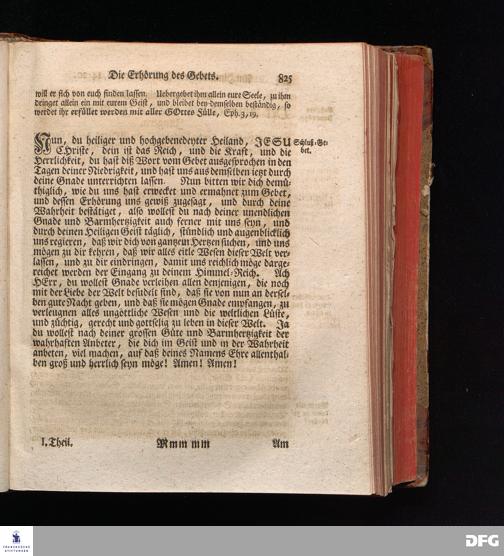 Die Erhörung des Gebets. 825
will er sich von euch finden lassen. Uebergebet ihm allein eure Seele, zu ihm
dringet allein ein mit eurem Geist, und bleibet bey demselben beständig, so
werdet ihr erfüllet werden mit aller GOttes Fülle, Eph. 3, 19.
Nun, du heiliger und hochgebenedeyter Heiland, JESU
Schluß-Ge-
bet.
CHriste, dein ist das Reich, und die Kraft, und die
Herrlichkeit, du hast diß Wort vom Gebet ausgesprochen in den
Tagen deiner Niedrigkeit, und hast uns aus demselben ietzt durch
deine Gnade unterrichten lassen. Nun bitten wir dich demü-
thiglich, wie du uns hast erwecket und ermahnet zum Gebet,
und dessen Erhörung uns gewiß zugesagt, und durch deine
Wahrheit bestätiget, also wollest du nach deiner unendlichen
Gnade und Barmhertzigkeit auch ferner mit uns seyn, und
durch deinen Heiligen Geist täglich, stündlich und augenblicklich
uns regieren, daß wir dich von gantzem Hertzen suchen, und uns
mögen zu dir kehren, daß wir alles eitle Wesen dieser Welt ver-
lassen, und zu dir eindringen, damit uns reichlich möge darge-
reichet werden der Eingang zu deinem Himmel-Reich. Ach
HErr, du wollest Gnade verleihen allen denjenigen, die noch
mit der Liebe der Welt besudelt sind, daß sie von nun an dersel-
ben gute Nacht geben, und daß sie mögen Gnade empfangen, zu
verleugnen alles ungöttliche Wesen und die weltlichen Lüste,
und züchtig, gerecht und gottselig zu leben in dieser Welt. Ja
du wollest nach deiner grossen Güte und Barmhertzigkeit der
wahrhaften Anbeter, die dich im Geist und in der Wahrheit
anbeten, viel machen, auf daß deines Namens Ehre allenthal-
ben groß und herrlich seyn möge! Amen! Amen!
I. Theil. Mmm mm Am
FRANCKESCHE
STIFTUNGEN
DFG